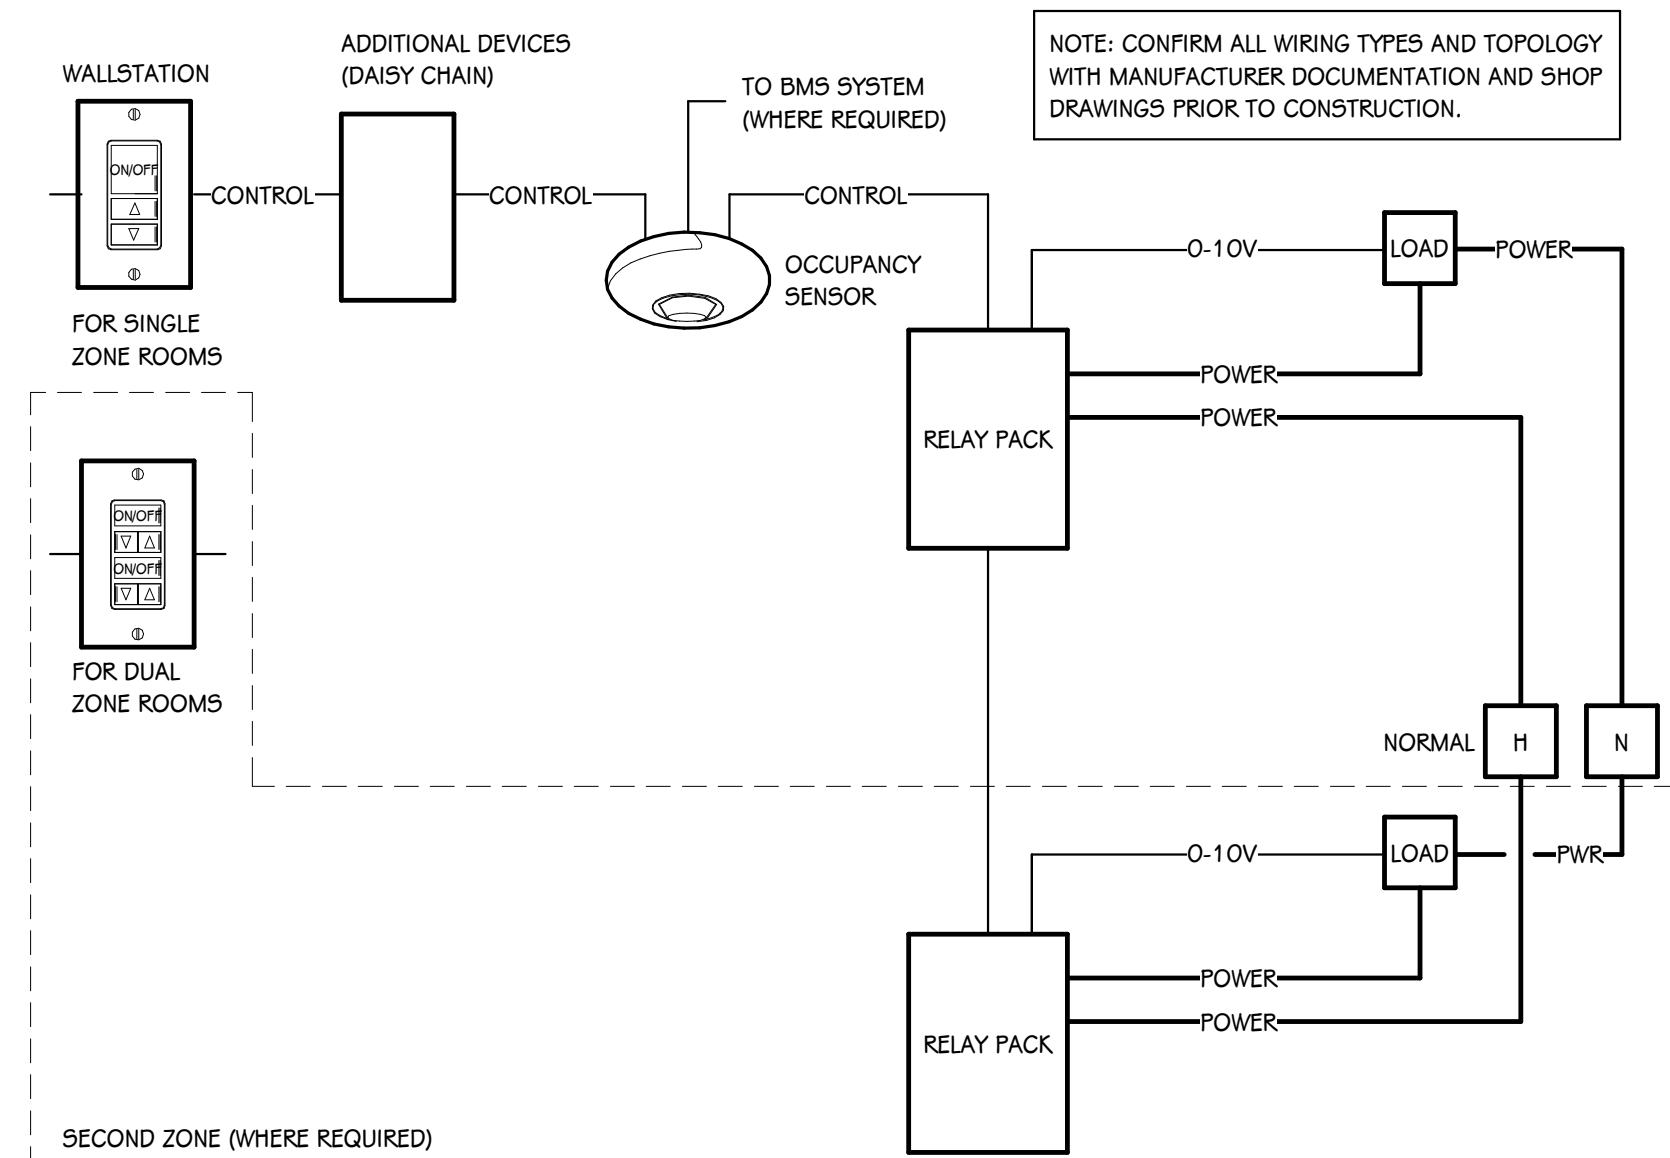 WALLSTATION
ADDITIONAL DEVICES
(DAISY CHAIN)
TO BMS SYSTEM
(WHERE REQUIRED)
NOTE: CONFIRM ALL WIRING TYPES AND TOPOLOGY
WITH MANUFACTURER DOCUMENTATION AND SHOP
DRAWINGS PRIOR TO CONSTRUCTION.
ON/OFF
CONTROL
CONTROL
CONTROL
OCCUPANCY
SENSOR
0-10V
LOAD
POWER
FOR SINGLE
ZONE ROOMS
POWER
POWER
RELAY PACK
ON/OFF
ON/OFF
FOR DUAL
ZONE ROOMS
NORMAL
H
N
0-10V
LOAD
PWR
POWER
POWER
RELAY PACK
SECOND ZONE (WHERE REQUIRED)